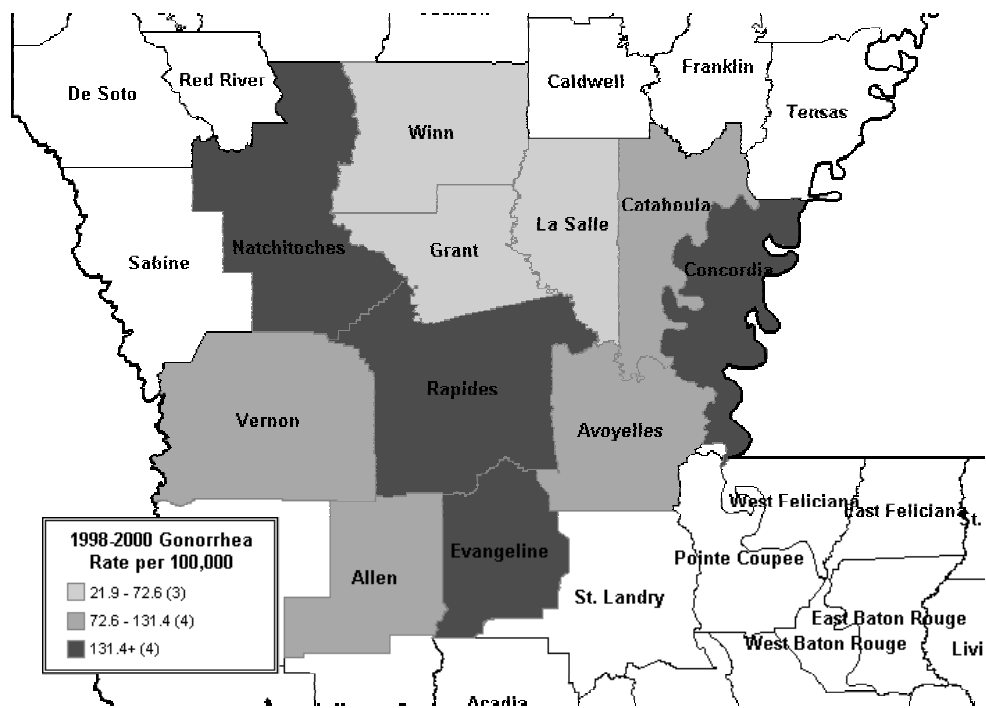 Franklin
Red River
Caldwell
De Soto
Tensas
Winn
Catahoula
La Salle
Natchitoches
Grant
Sabine
Concordia
Rapides
Vernon
Avoyelles
West Feliciana
East Feliciana
St.
1998-2000 Gonorrhea
Rate per 100,000
21.9 - 72.6 (3)
72.6 - 131.4 (4)
131.4+ (4)
Evangeline
Pointe Coupee
Allen
St. Landry
East Baton Rouge
West Baton Rouge
Livi
Acadia